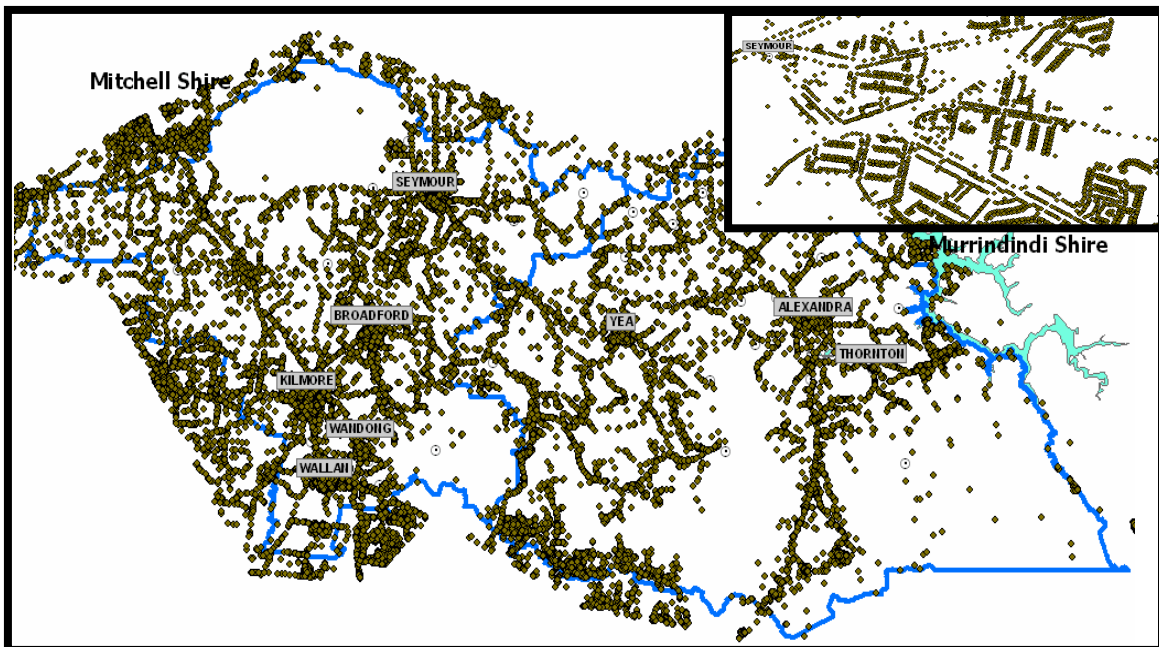 Mitchell Shire
SEYMOUR
SEYMOUR
Murrindindi Shire
BROADFORD
YEA
ALEXANDRA
THORNTON
KILMORE
WANDONG
WALLAN